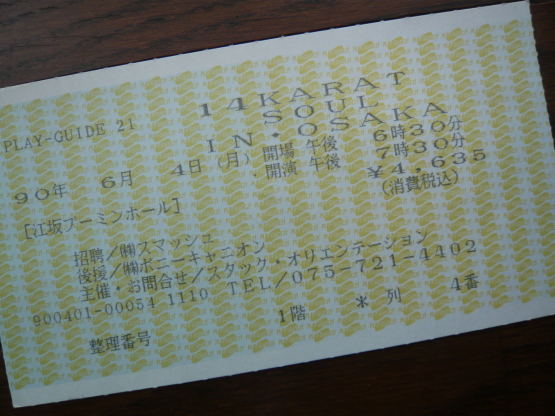 PLAY-GUIDE 21
14KARAT
SOUL
IN・OSAKA
90年 6月 4日(月) 開場 午後 6時30分
開演 午後 7時30分
[江坂ブーミンホール] ¥4,635
(消費税込)
招聘/㈱スマッシュ
後援/㈱ポニーキャニオン
主催・お問合せ/スタック・オリエンテーション
900401-00054 1110 TEL/075-721-4402
整理番号 1階 * 列 4番